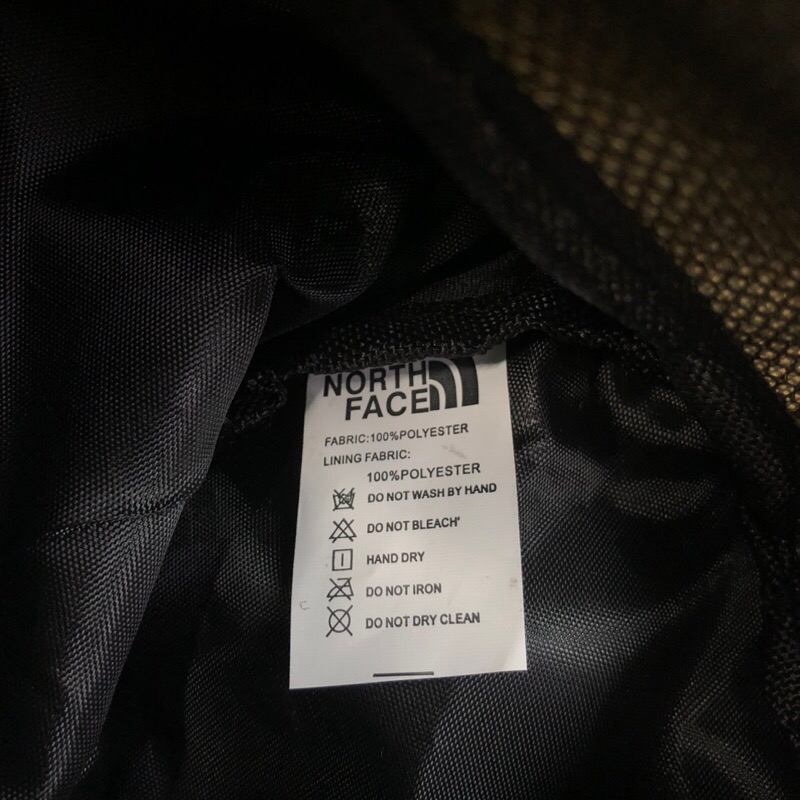 NORTH
FACE
FABRIC:100%POLYESTER
LINING FABRIC:
100%POLYESTER
DO NOT WASH BY HAND
DO NOT BLEACH'
HAND DRY
DO NOT IRON
DO NOT DRY CLEAN